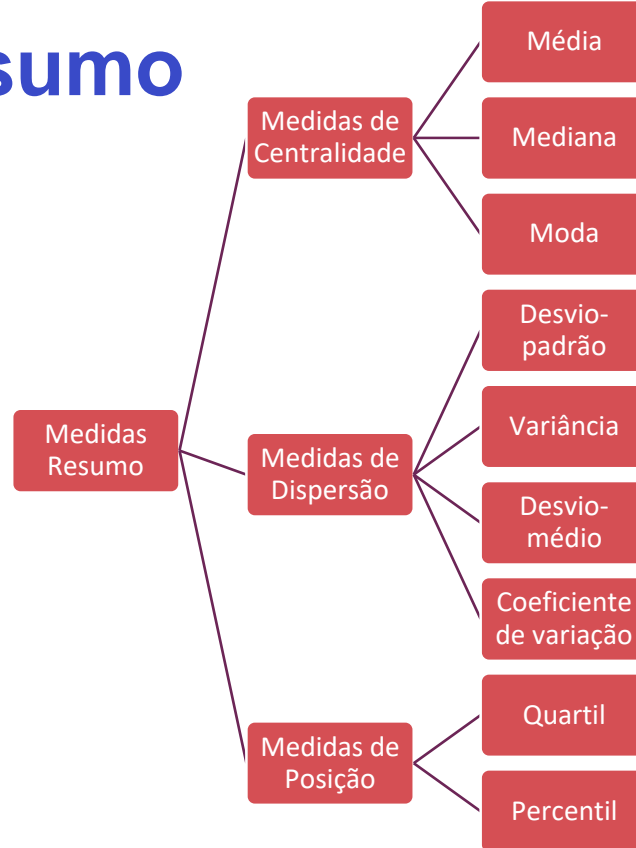 sumo
Medidas
Resumo
Medidas de
Centralidade
Média
Mediana
Moda
Medidas de
Dispersão
Desvio-
padrão
Variância
Desvio-
médio
Coeficiente
de variação
Medidas de
Posição
Quartil
Percentil